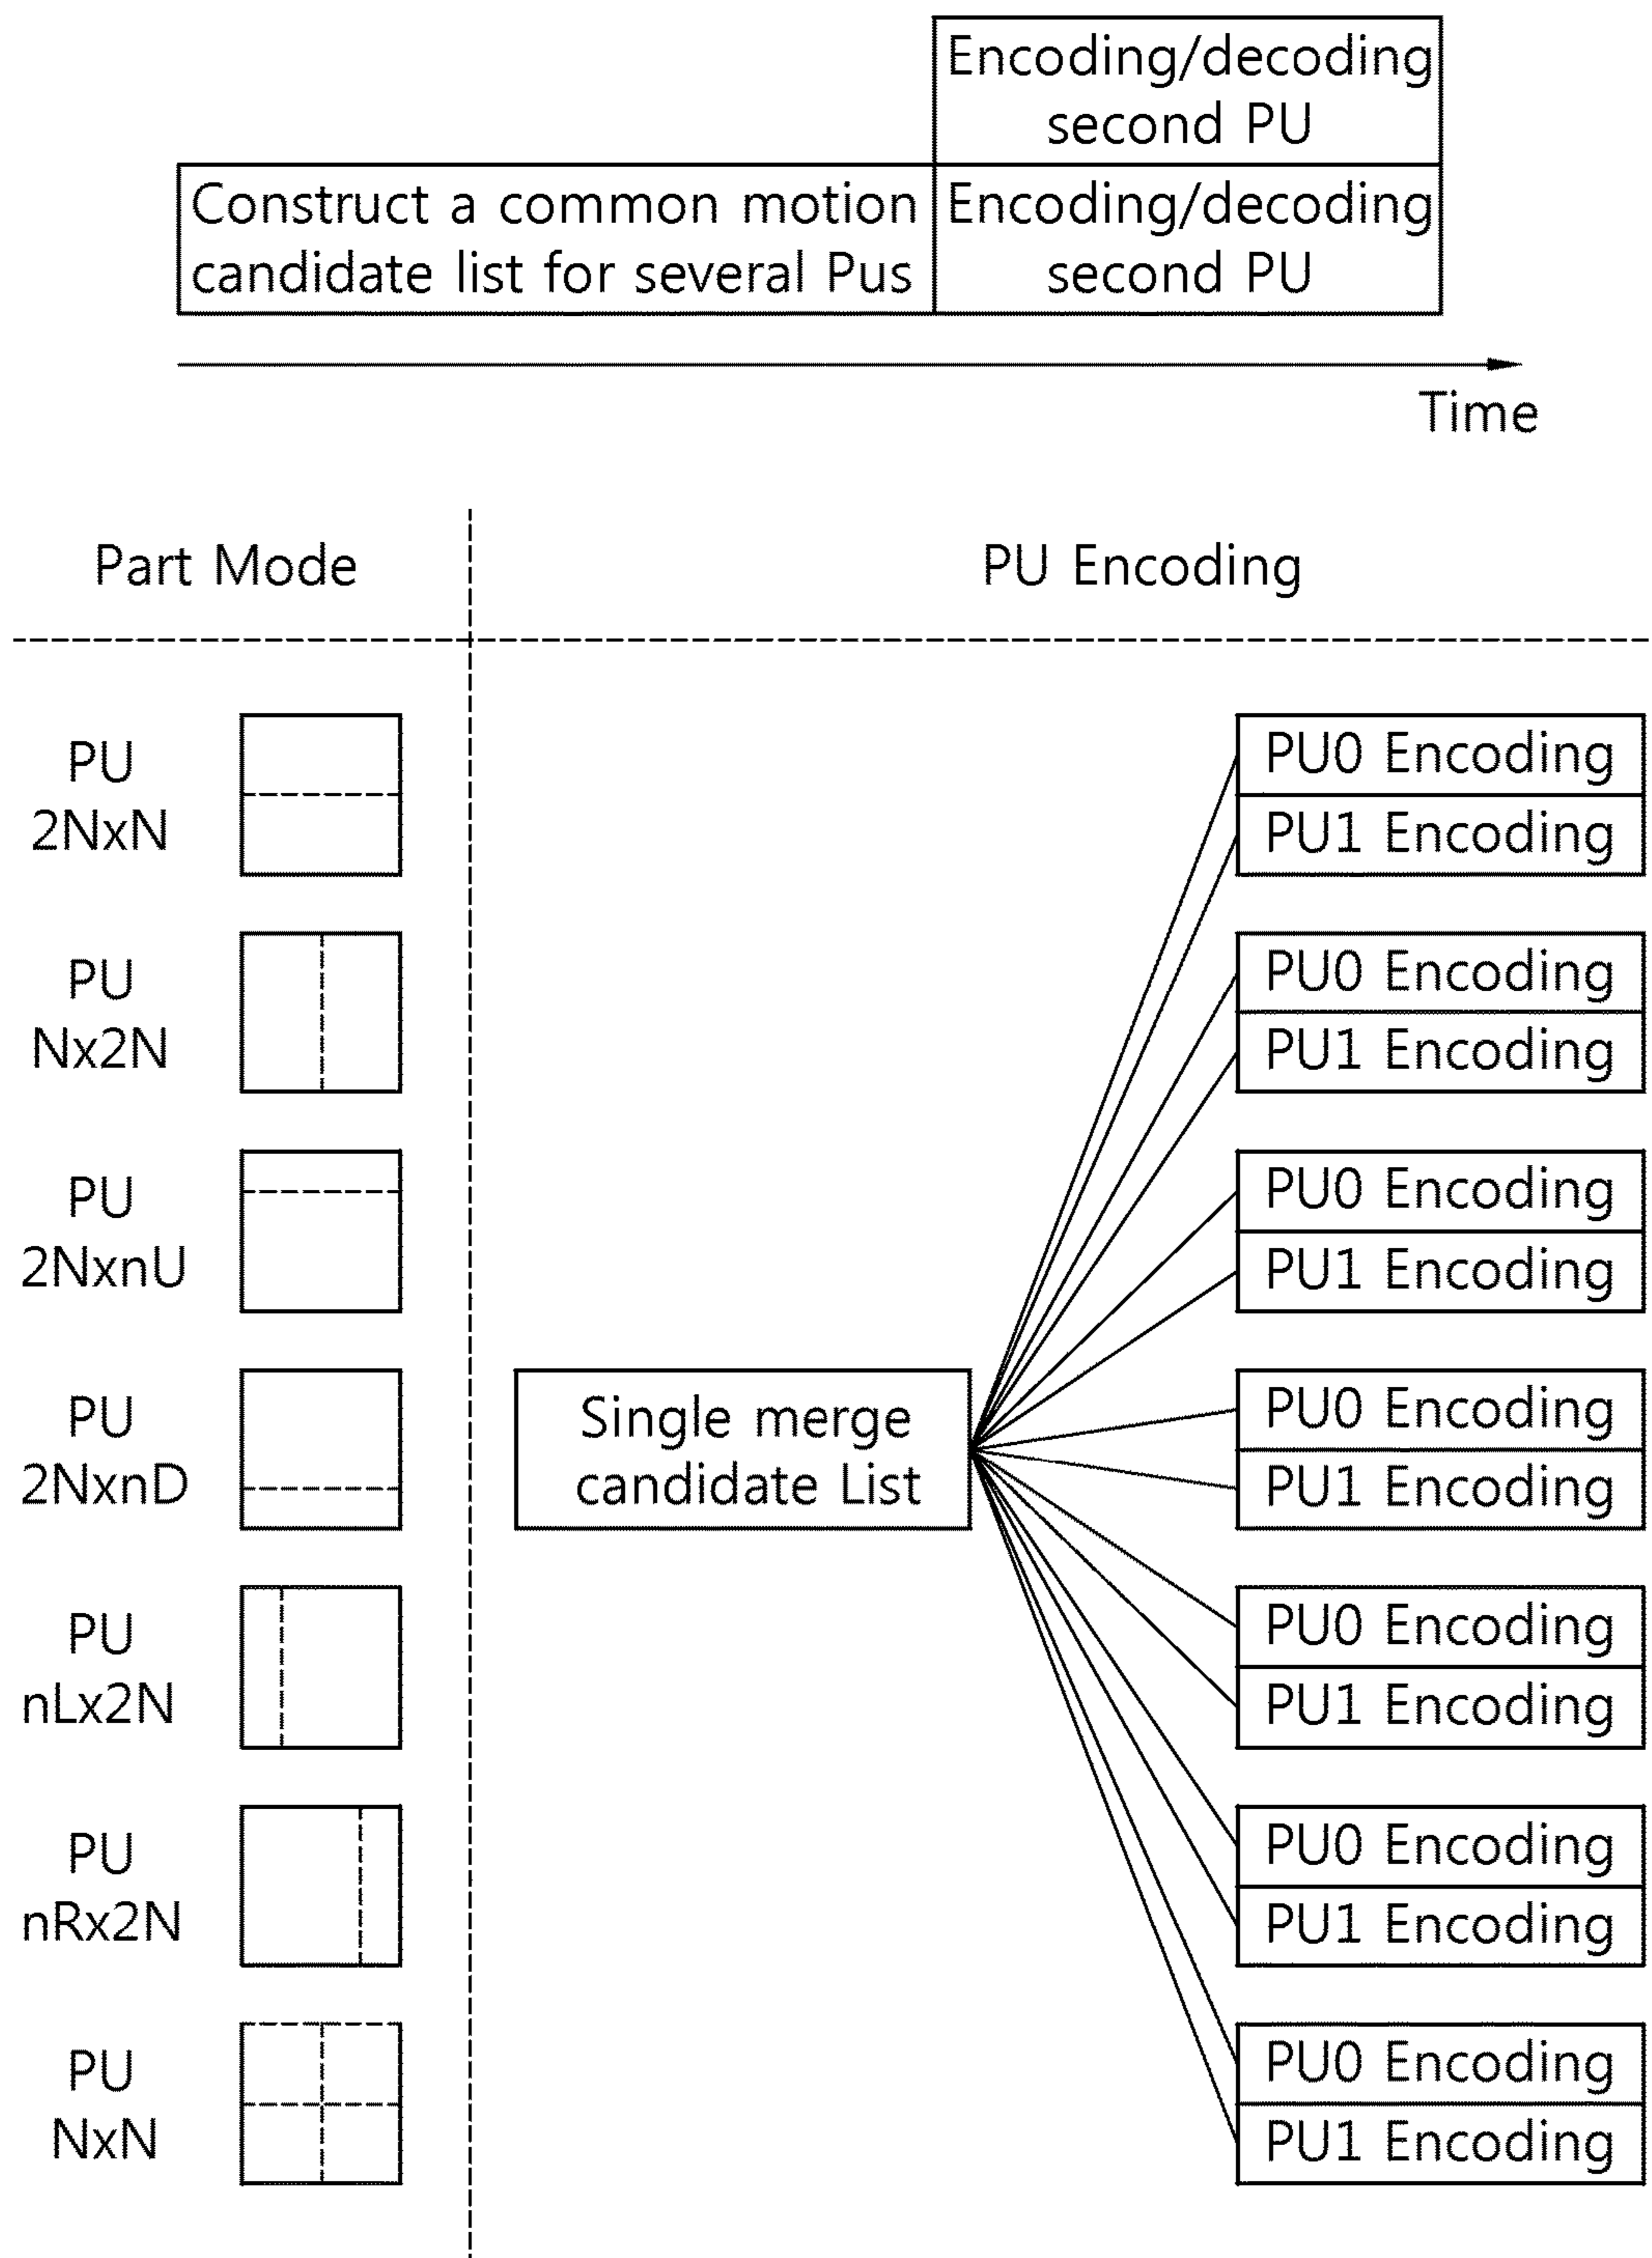 Encoding/decoding
second PU
Construct a common motion
candidate list for several Pus
Encoding/decoding
second PU
Time
Part Mode
PU Encoding
PU
2NxN
PU0 Encoding
PU1 Encoding
PU
Nx2N
PU0 Encoding
PU1 Encoding
PU
2NxnU
PU0 Encoding
PU1 Encoding
PU
2NxnD
Single merge
candidate List
PU0 Encoding
PU1 Encoding
PU
nLx2N
PU0 Encoding
PU1 Encoding
PU
nRx2N
PU0 Encoding
PU1 Encoding
PU
NxN
PU0 Encoding
PU1 Encoding